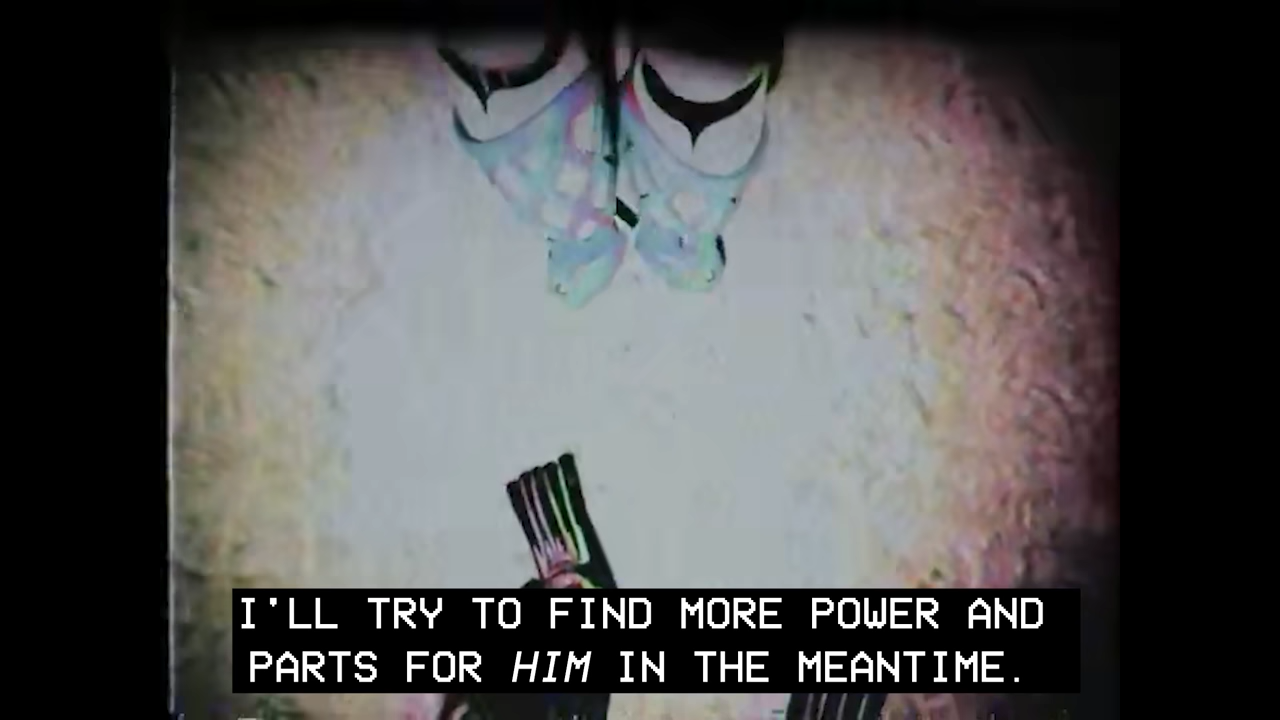 I'LL TRY TO FIND MORE POWER AND
PARTS FOR HIM IN THE MEANTIME.